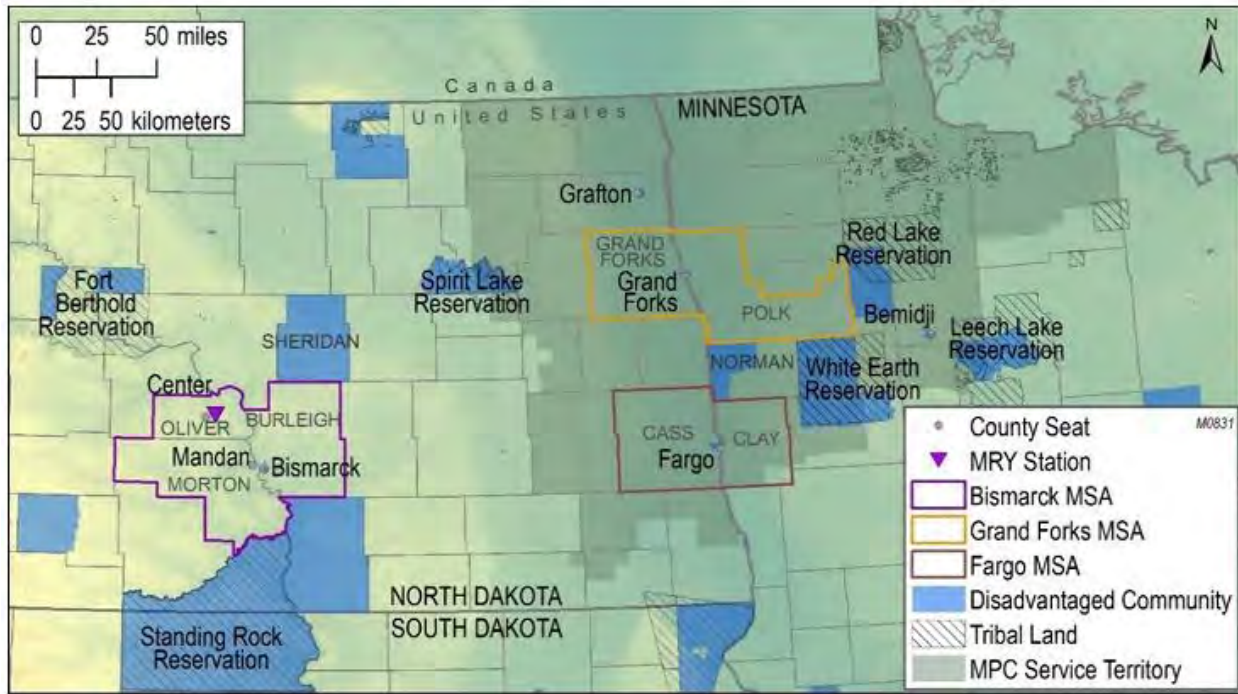 0 25 50 miles
0 25 50 kilometers
N
Canada
United States
MINNESOTA
Grafton
GRAND
FORKS
Grand
Forks
Red Lake
Reservation
Fort
Berthold
Reservation
Spirit Lake
Reservation
POLK
Bemidji
Leech Lake
Reservation
SHERIDAN
NORMAN
White Earth
Reservation
Center
OLIVER
BURLEIGH
Mandan
Bismarck
MORTON
CASS
CLAY
Fargo
NORTH DAKOTA
SOUTH DAKOTA
Standing Rock
Reservation
M0831
County Seat
MRY Station
Bismarck MSA
Grand Forks MSA
Fargo MSA
Disadvantaged Community
Tribal Land
MPC Service Territory